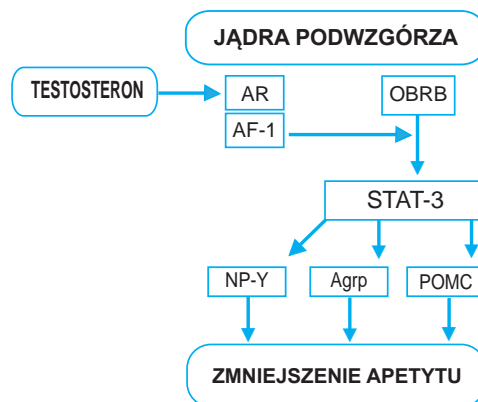 JĄDRA PODWZGÓRZA
TESTOSTERON
AR
OBRB
AF-1
STAT-3
NP-Y
Agrp
POMC
ZMNIEJSZENIE APETYTU